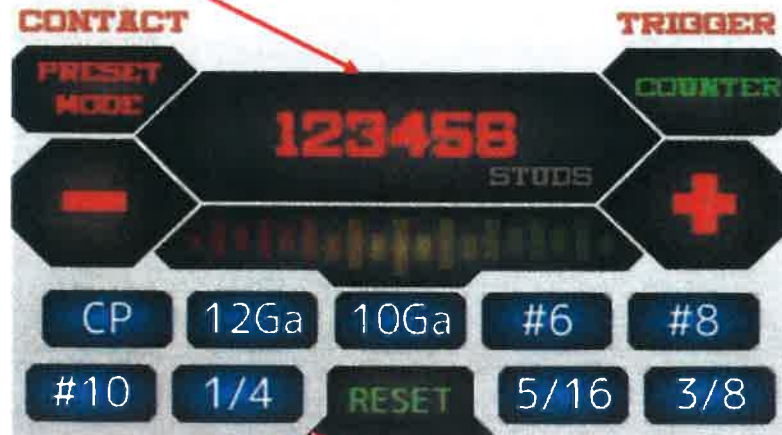 CONTACT TRIGGER
PRESET
MODE
COUNTER
123458
STUDS
CP 12Ga 10Ga #6 #8
#10 1/4 RESET 5/16 3/8